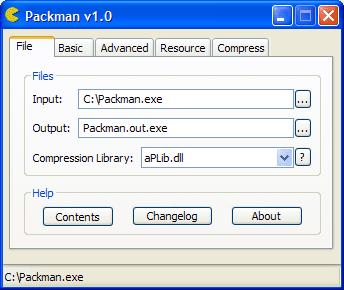 Packman v1.0
File Basic Advanced Resource Compress
Files
Input: C:\Packman.exe ...
Output: Packman.out.exe ...
Compression Library: aPLib.dll ?
Help
Contents Changelog About
C:\Packman.exe